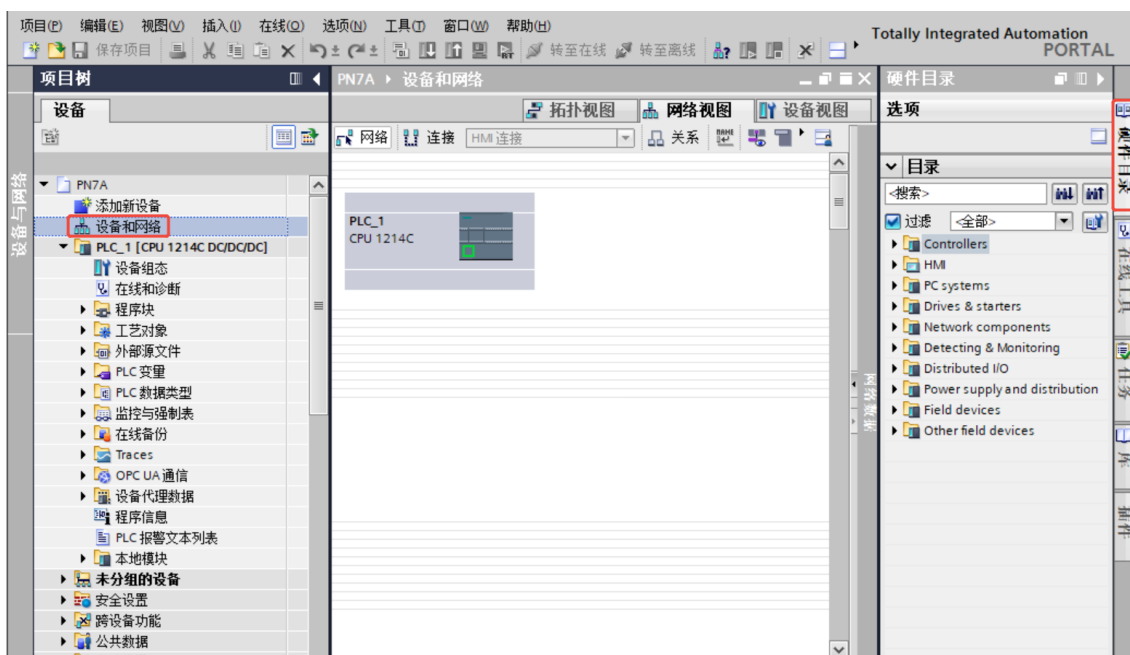 项目(P) 编辑(E) 视图(V) 插入(I) 在线(O) 选项(N) 工具(T) 窗口(W) 帮助(H)
Totally Integrated Automation
PORTAL
保存项目 转至在线 转至离线
项目树
PN7A 设备和网络
硬件目录
设备
拓扑视图 网络视图 设备视图
选项
网络 连接 HMI 连接 关系
目录
<搜索>
过滤 <全部>
设备与网络
PN7A
添加新设备
设备和网络
PLC_1 [CPU 1214C DC/DC/DC]
设备组态
在线和诊断
程序块
工艺对象
外部源文件
PLC 变量
PLC 数据类型
监控与强制表
在线备份
Traces
OPC UA 通信
设备代理数据
程序信息
PLC 报警文本列表
本地模块
未分组的设备
安全设置
跨设备功能
公共数据
PLC_1
CPU 1214C
网络数据
Controllers
HMI
PC systems
Drives & starters
Network components
Detecting & Monitoring
Distributed I/O
Power supply and distribution
Field devices
Other field devices
硬件目录
在线工具
任务
库
插件